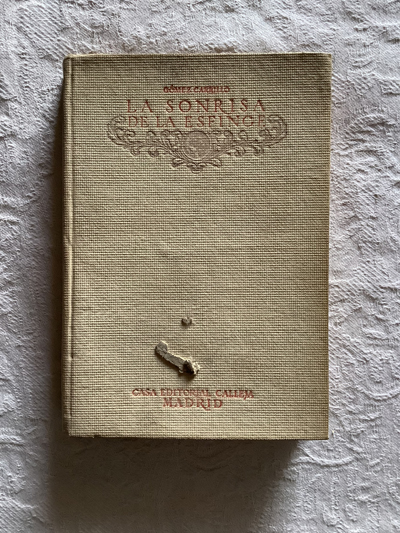 GÓMEZ CARRILLO
LA SONRISA
DE LA ESFINGE
CASA EDITORIAL CALLEJA
MADRID